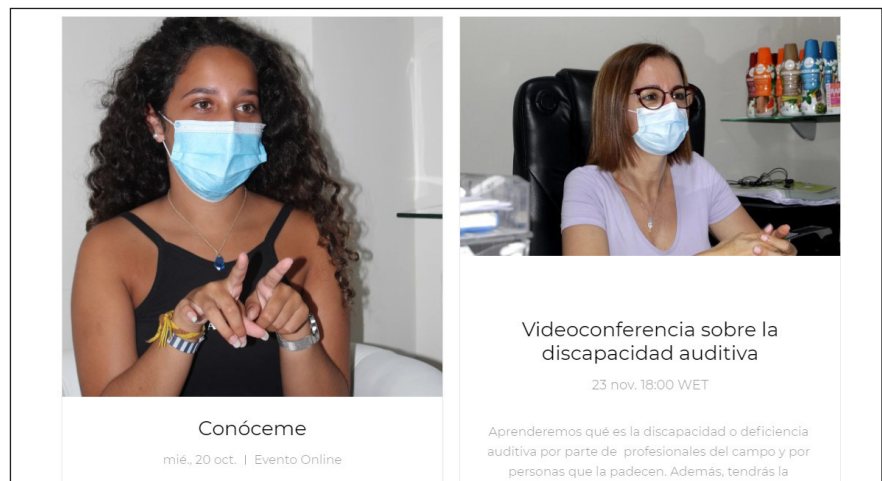 Conóceme
mié., 20 oct. | Evento Online
Videoconferencia sobre la
discapacidad auditiva
23 nov. 18:00 WET
Aprenderemos qué es la discapacidad o deficiencia
auditiva por parte de profesionales del campo y por
personas que la padecen. Además, tendrás la